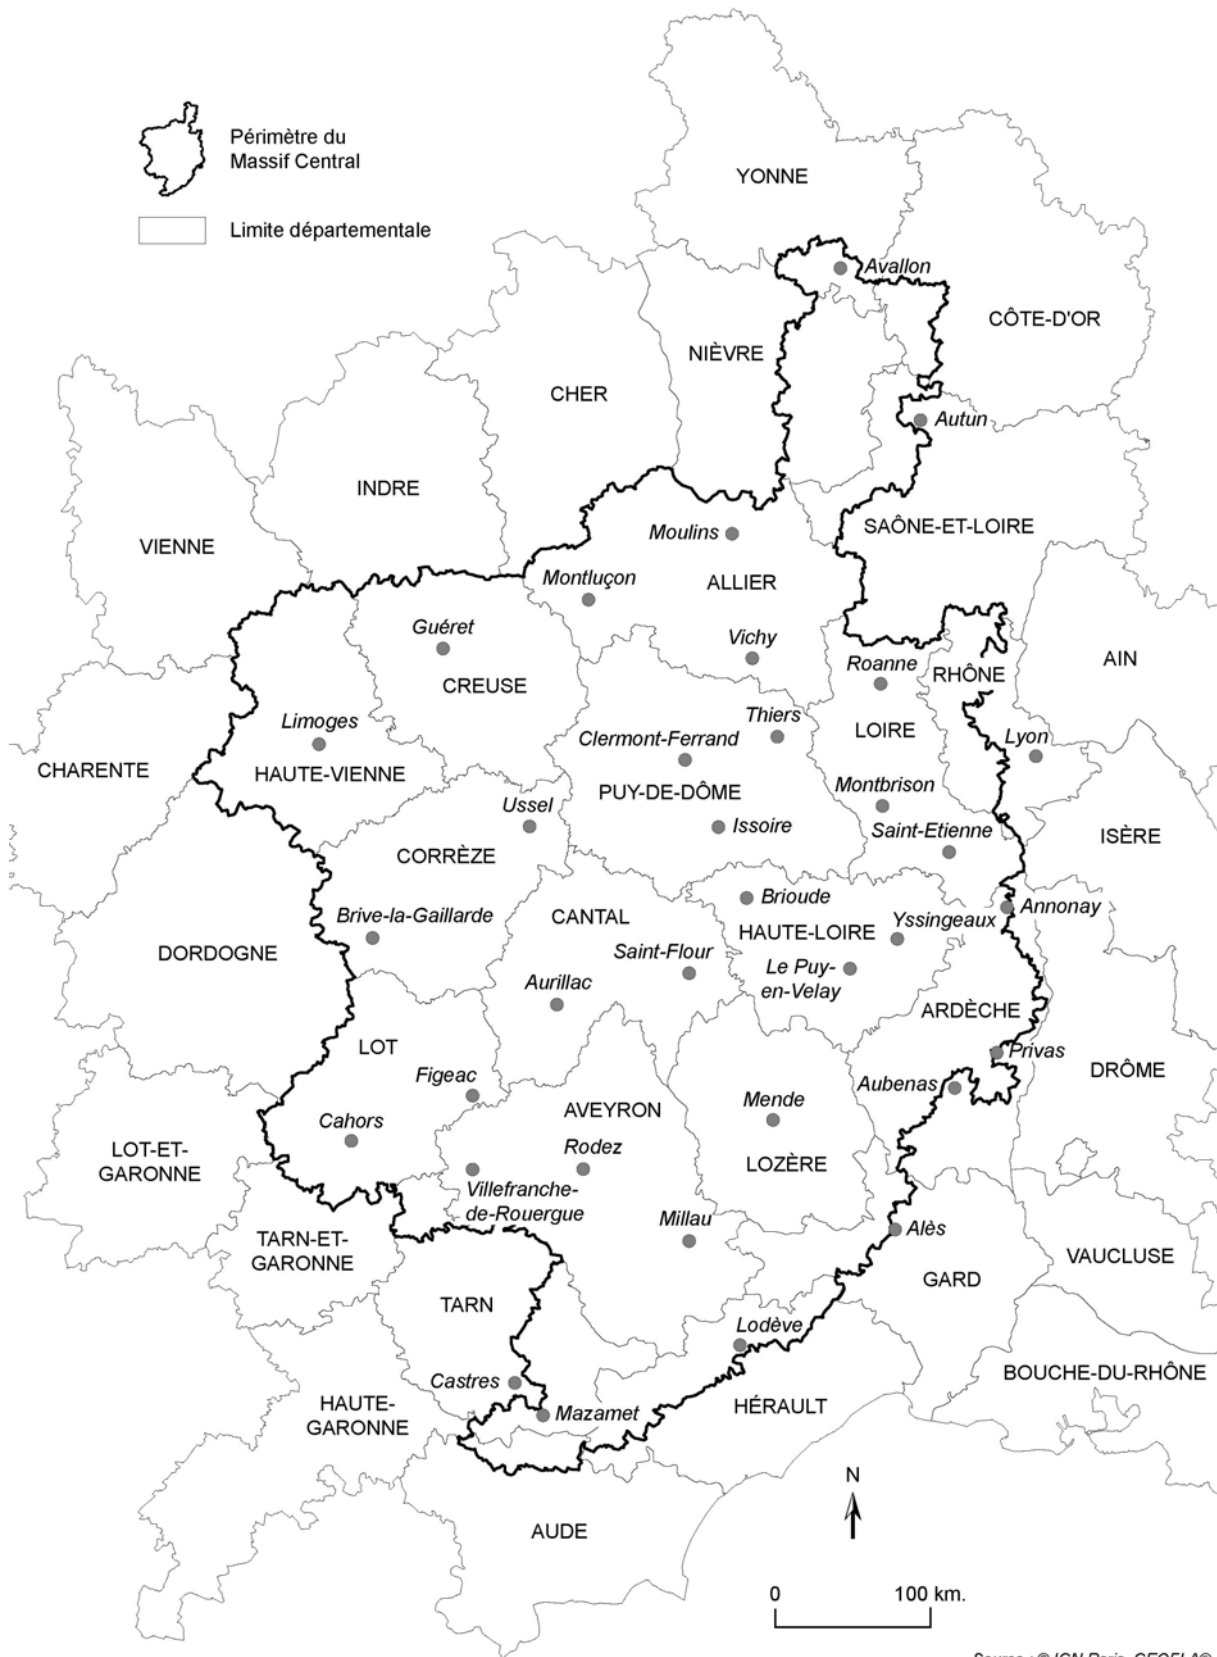 Périmètre du
Massif Central
Limite départementale
YONNE
Avallon
CÔTE-D'OR
NIÈVRE
CHER
Autun
INDRE
SAÔNE-ET-LOIRE
Moulins
VIENNE
Montluçon
ALLIER
Guéret
Vichy
Roanne
AIN
RHÔNE
CREUSE
Limoges
Thiers
Clermont-Ferrand
LOIRE
Lyon
CHARENTE
HAUTE-VIENNE
PUY-DE-DÔME
Montbrison
Ussel
Issoire
Saint-Etienne
ISÈRE
CORRÈZE
Brioude
Annonay
Brive-la-Gaillarde
CANTAL
Yssingeaux
HAUTE-LOIRE
DORDOGNE
Saint-Flour
Le Puy-
en-Velay
Aurillac
ARDÈCHE
LOT
Privas
DRÔME
Figeac
Aubenas
AVEYRON
Mende
Cahors
LOT-ET-
GARONNE
Rodez
LOZÈRE
Villefranche-
de-Rouergue
Millau
Alès
TARN-ET-
GARONNE
VAUCLUSE
GARD
TARN
Lodève
BOUCHE-DU-RHÔNE
Castres
HAUTE-
GARONNE
Mazamet
HÉRAULT
N
AUDE
0 100 km.
Source : © IGN Paris, GEOFLA®